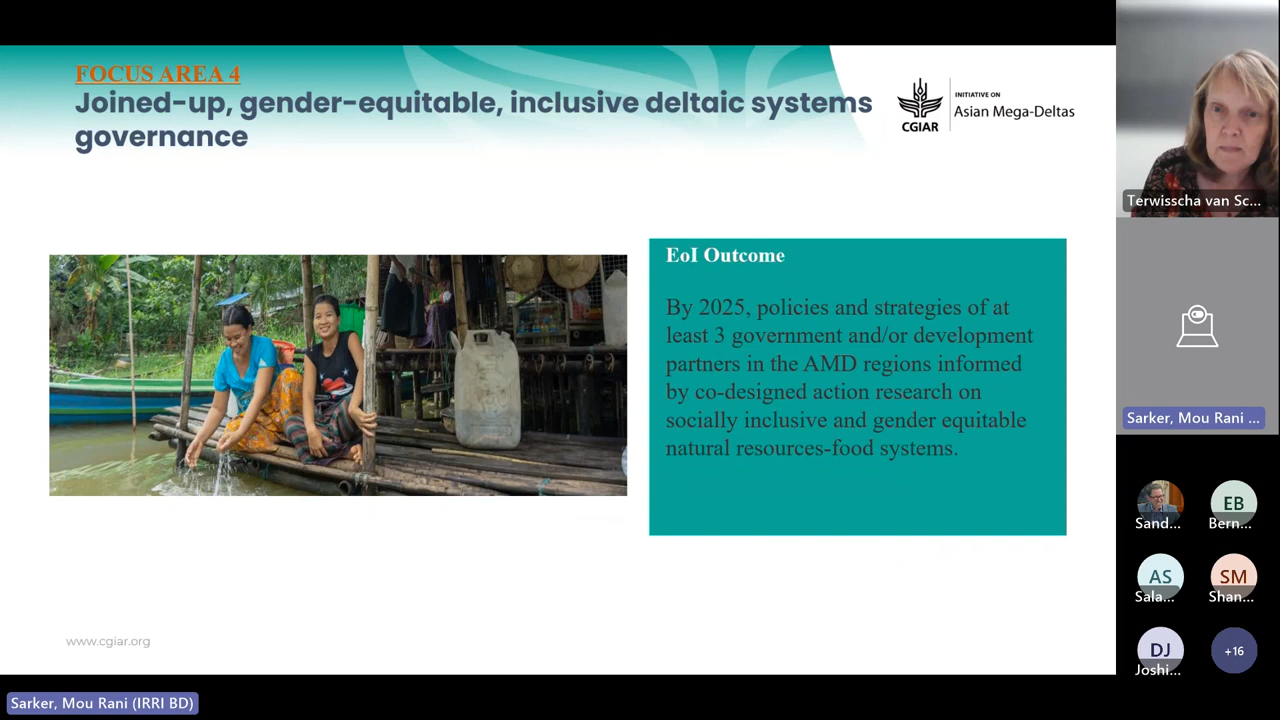 FOCUS AREA 4
Joined-up, gender-equitable, inclusive deltaic systems
governance
CGIAR
INITIATIVE ON
Asian Mega-Deltas
EoI Outcome
By 2025, policies and strategies of at
least 3 government and/or development
partners in the AMD regions informed
by co-designed action research on
socially inclusive and gender equitable
natural resources-food systems.
www.cgiar.org
Terwisscha van Sc...
Sarker, Mou Rani ...
Sand...
EB
Bern...
AS
Sala...
SM
Shan...
DJ
Joshi...
+16
Sarker, Mou Rani (IRRI BD)